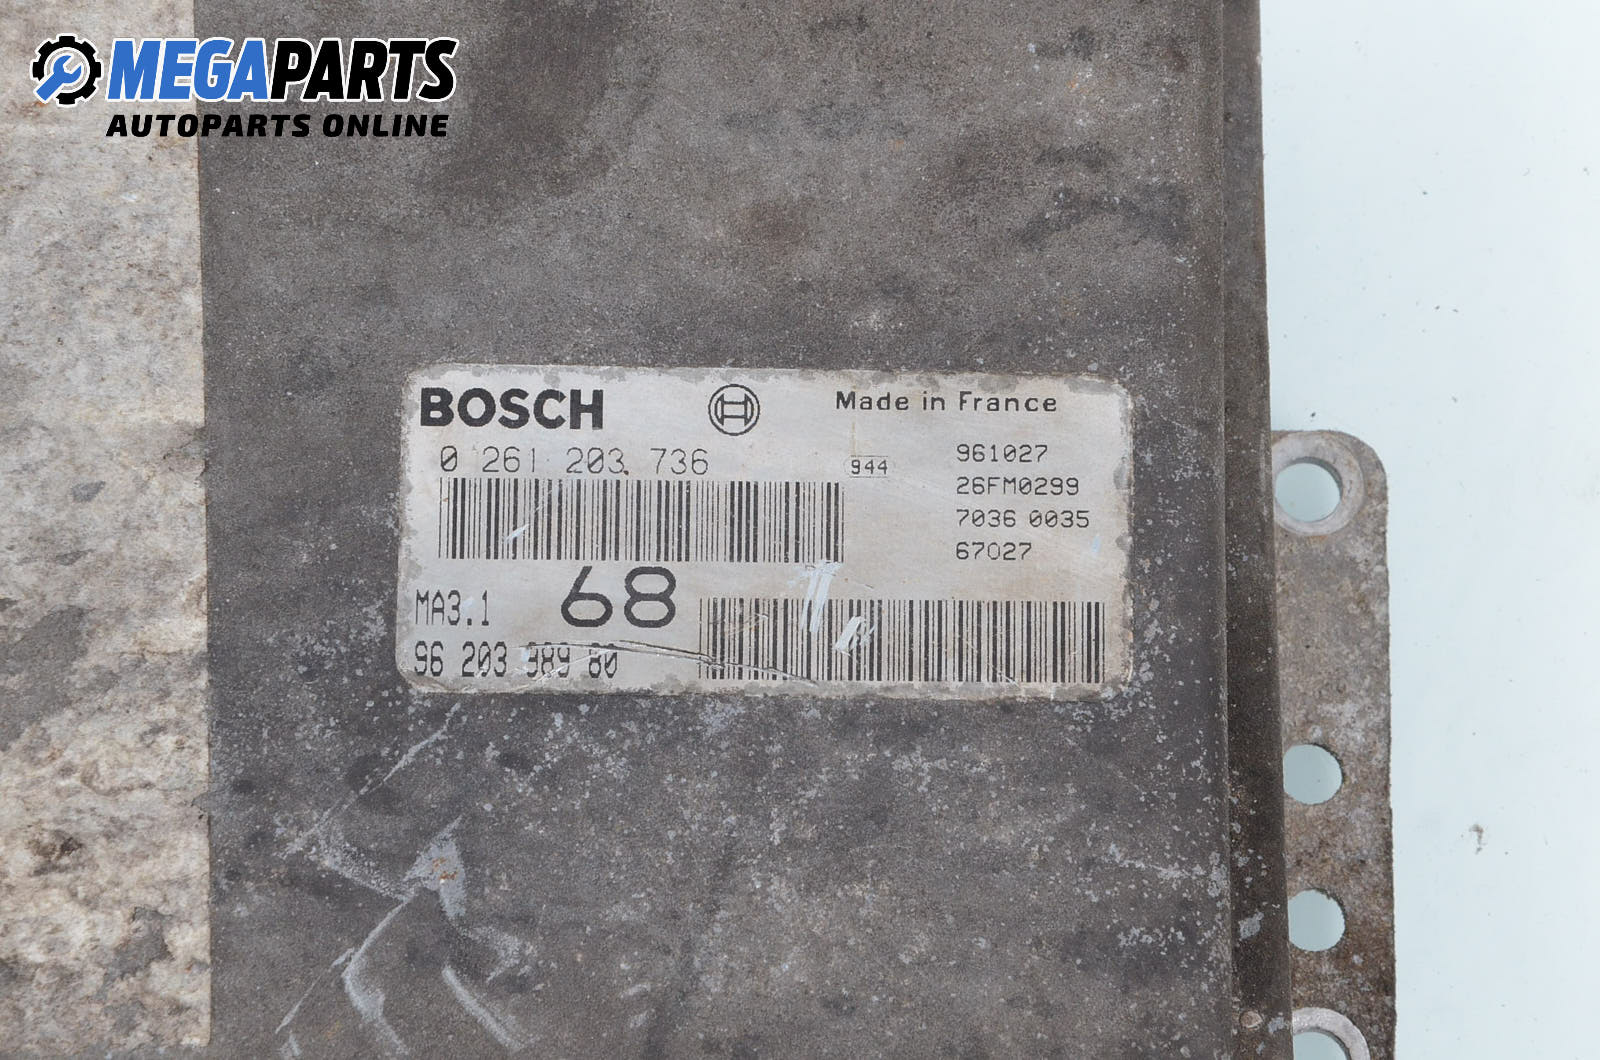 MEGAPARTS
AUTOPARTS ONLINE
BOSCH
Made in France
0 261 203 736
944
961027
26FM0299
7036 0035
67027
MA3.1
68
96 203 989 80